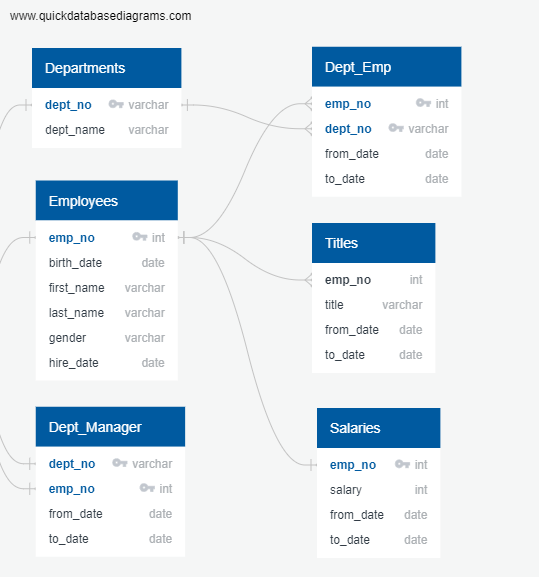 www.quickdatabasediagrams.com
Departments
dept_no varchar
dept_name varchar
Employees
emp_no int
birth_date date
first_name varchar
last_name varchar
gender varchar
hire_date date
Dept_Manager
dept_no varchar
emp_no int
from_date date
to_date date
Dept_Emp
emp_no int
dept_no varchar
from_date date
to_date date
Titles
emp_no int
title varchar
from_date date
to_date date
Salaries
emp_no int
salary int
from_date date
to_date date